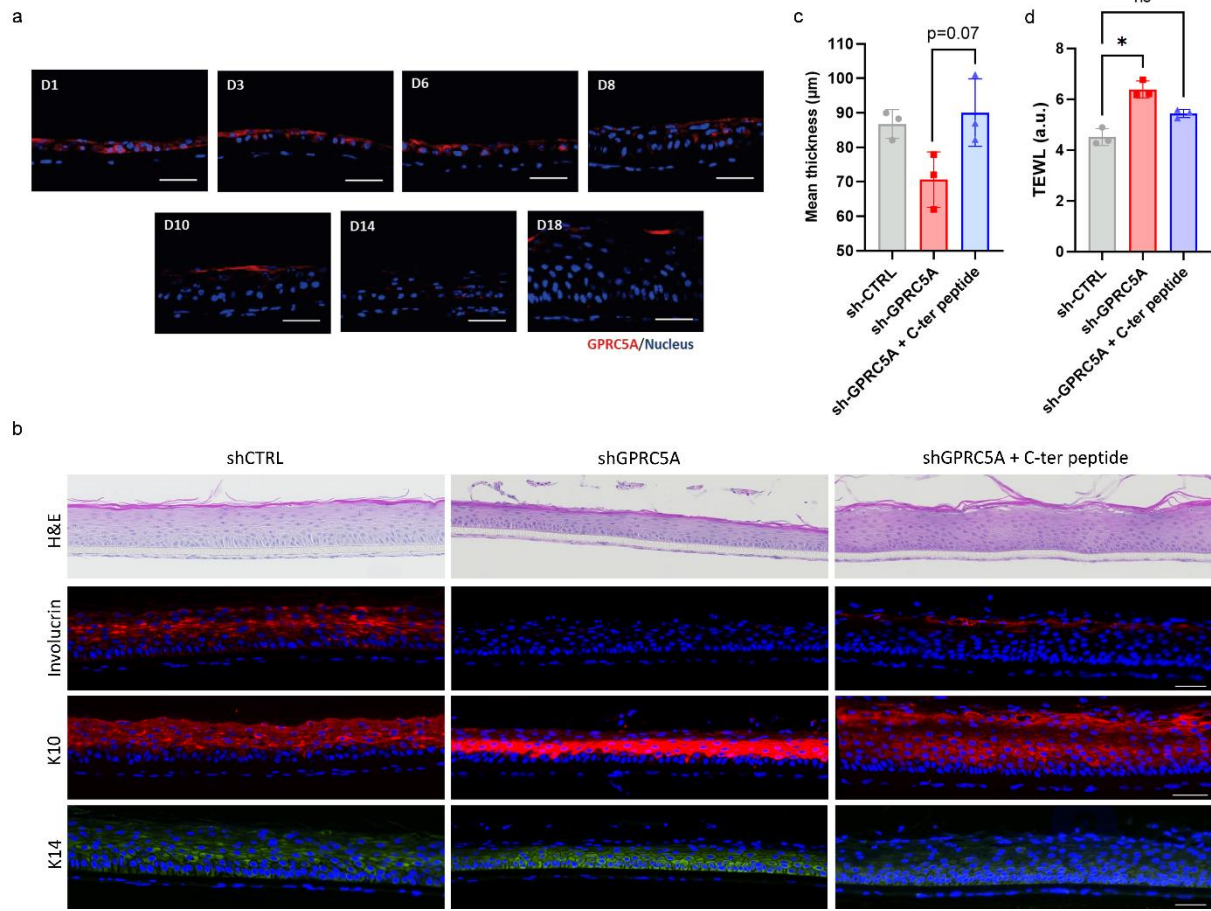 a
D1
D3
D6
D8
D10
D14
D18
GPRC5A/Nucleus
c
p=0.07
Mean thickness (µm)
100
90
80
70
60
50
sh-CTRL
sh-GPRC5A
sh-GPRC5A + C-ter peptide
d
*
TEWL (a.u.)
8
6
4
2
0
sh-CTRL
sh-GPRC5A
sh-GPRC5A + C-ter peptide
b
shCTRL
shGPRC5A
shGPRC5A + C-ter peptide
H&E
Involucrin
K10
K14